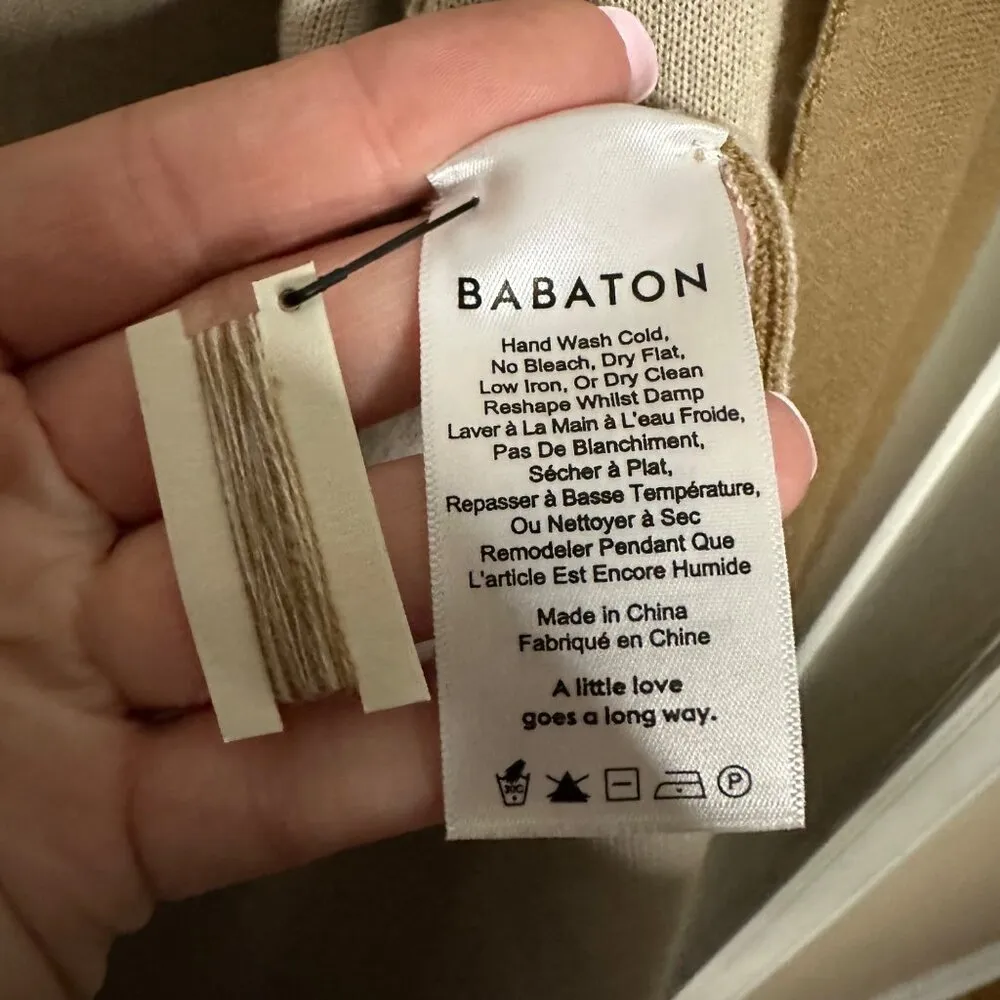 BABATON
Hand Wash Cold,
No Bleach, Dry Flat,
Low Iron, Or Dry Clean
Reshape Whilst Damp
Laver à La Main à L'eau Froide,
Pas De Blanchiment,
Sécher à Plat,
Repasser à Basse Température,
Ou Nettoyer à Sec
Remodeler Pendant Que
L'article Est Encore Humide
Made in China
Fabriqué en Chine
A little love
goes a long way.
30C P